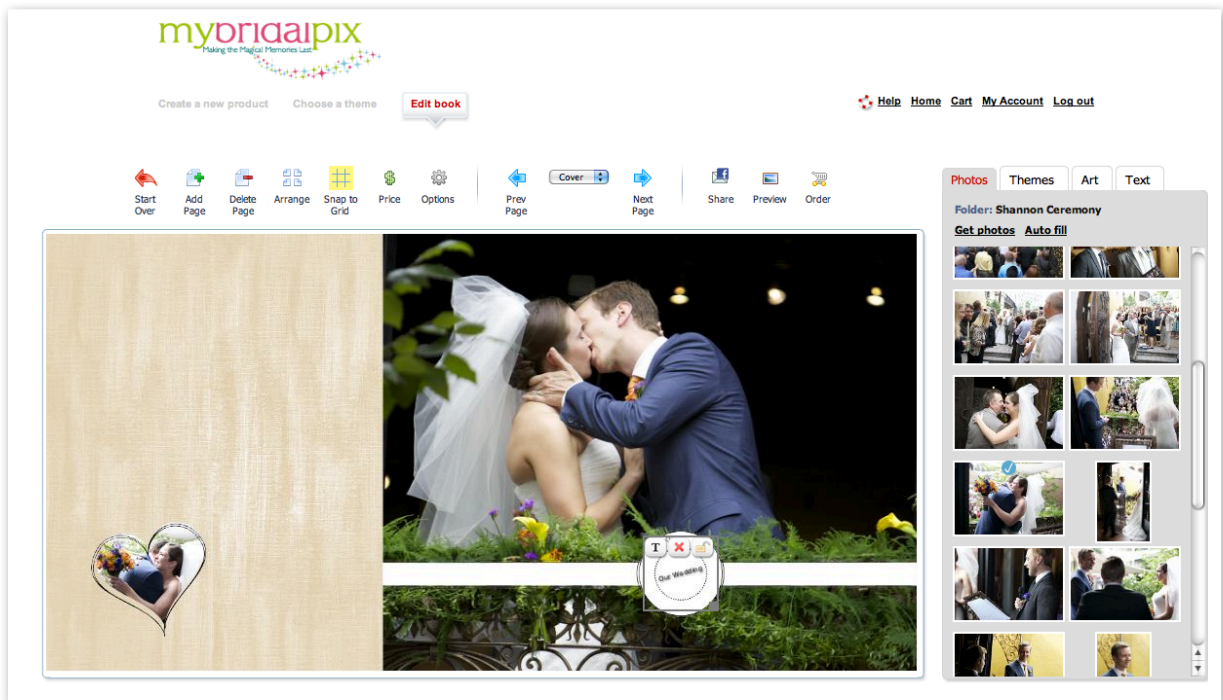 mybridalpix
Making the Magical Memories Last
Create a new product Choose a theme Edit book
Help Home Cart My Account Log out
Start Over Add Page Delete Page Arrange Snap to Grid Price Options Prev Page Cover Next Page Share Preview Order
Photos Themes Art Text
Folder: Shannon Ceremony
Get photos Auto fill
T
Our Wedding